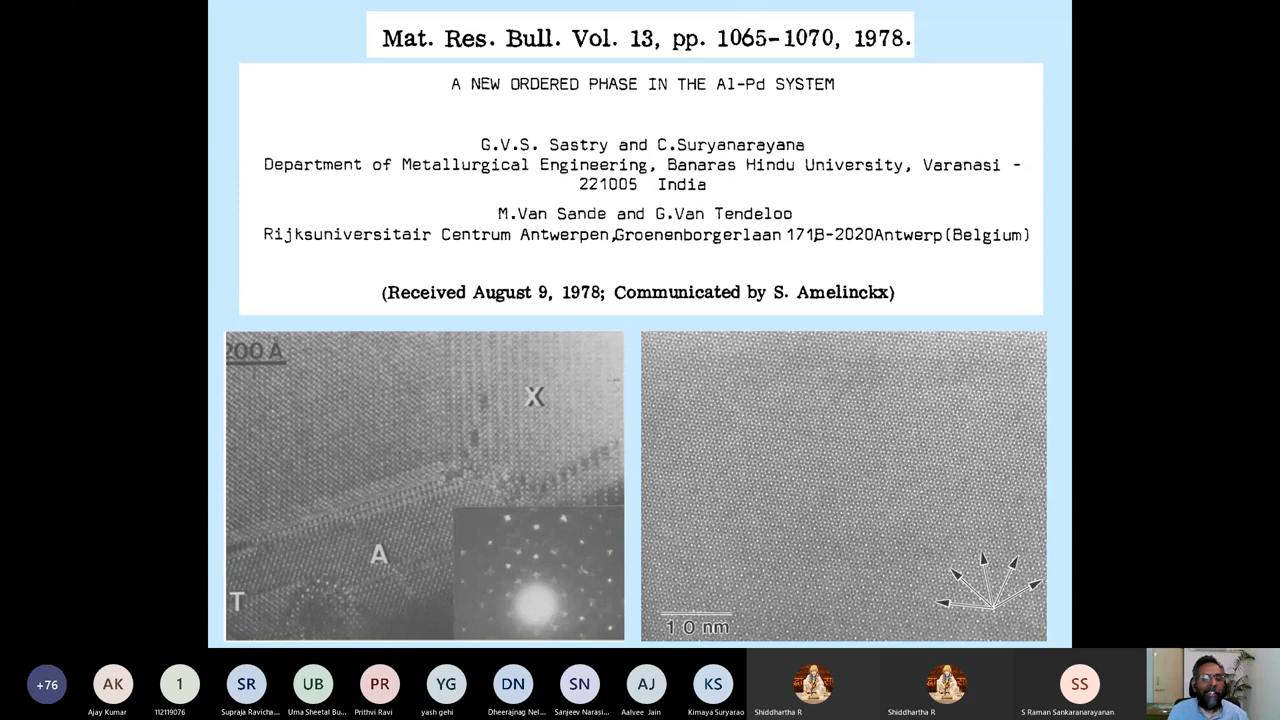 Mat. Res. Bull. Vol. 13, pp. 1065-1070, 1978.
A NEW ORDERED PHASE IN THE Al-Pd SYSTEM
G.V.S. Sastry and C.Suryanarayana
Department of Metallurgical Engineering, Banaras Hindu University, Varanasi -
221005 India
M.Van Sande and G.Van Tendeloo
Rijksuniversitair Centrum Antwerpen,Groenenborgerlaan 171,B-2020Antwerp(Belgium)
(Received August 9, 1978; Communicated by S. Amelinckx)
200 Å
X
A
T
10 nm
+76
AK
1
SR
UB
PR
YG
DN
SN
AJ
KS
SS
Ajay Kumar
112119076
Supraja Ravicha...
Uma Sheetal Bu...
Prithvi Ravi
yash gehi
Dheerajnag Nel...
Sanjeev Narasi...
Aalvee Jain
Kimaya Suryarao
Shiddhartha R
Shiddhartha R
S Raman Sankaranarayanan